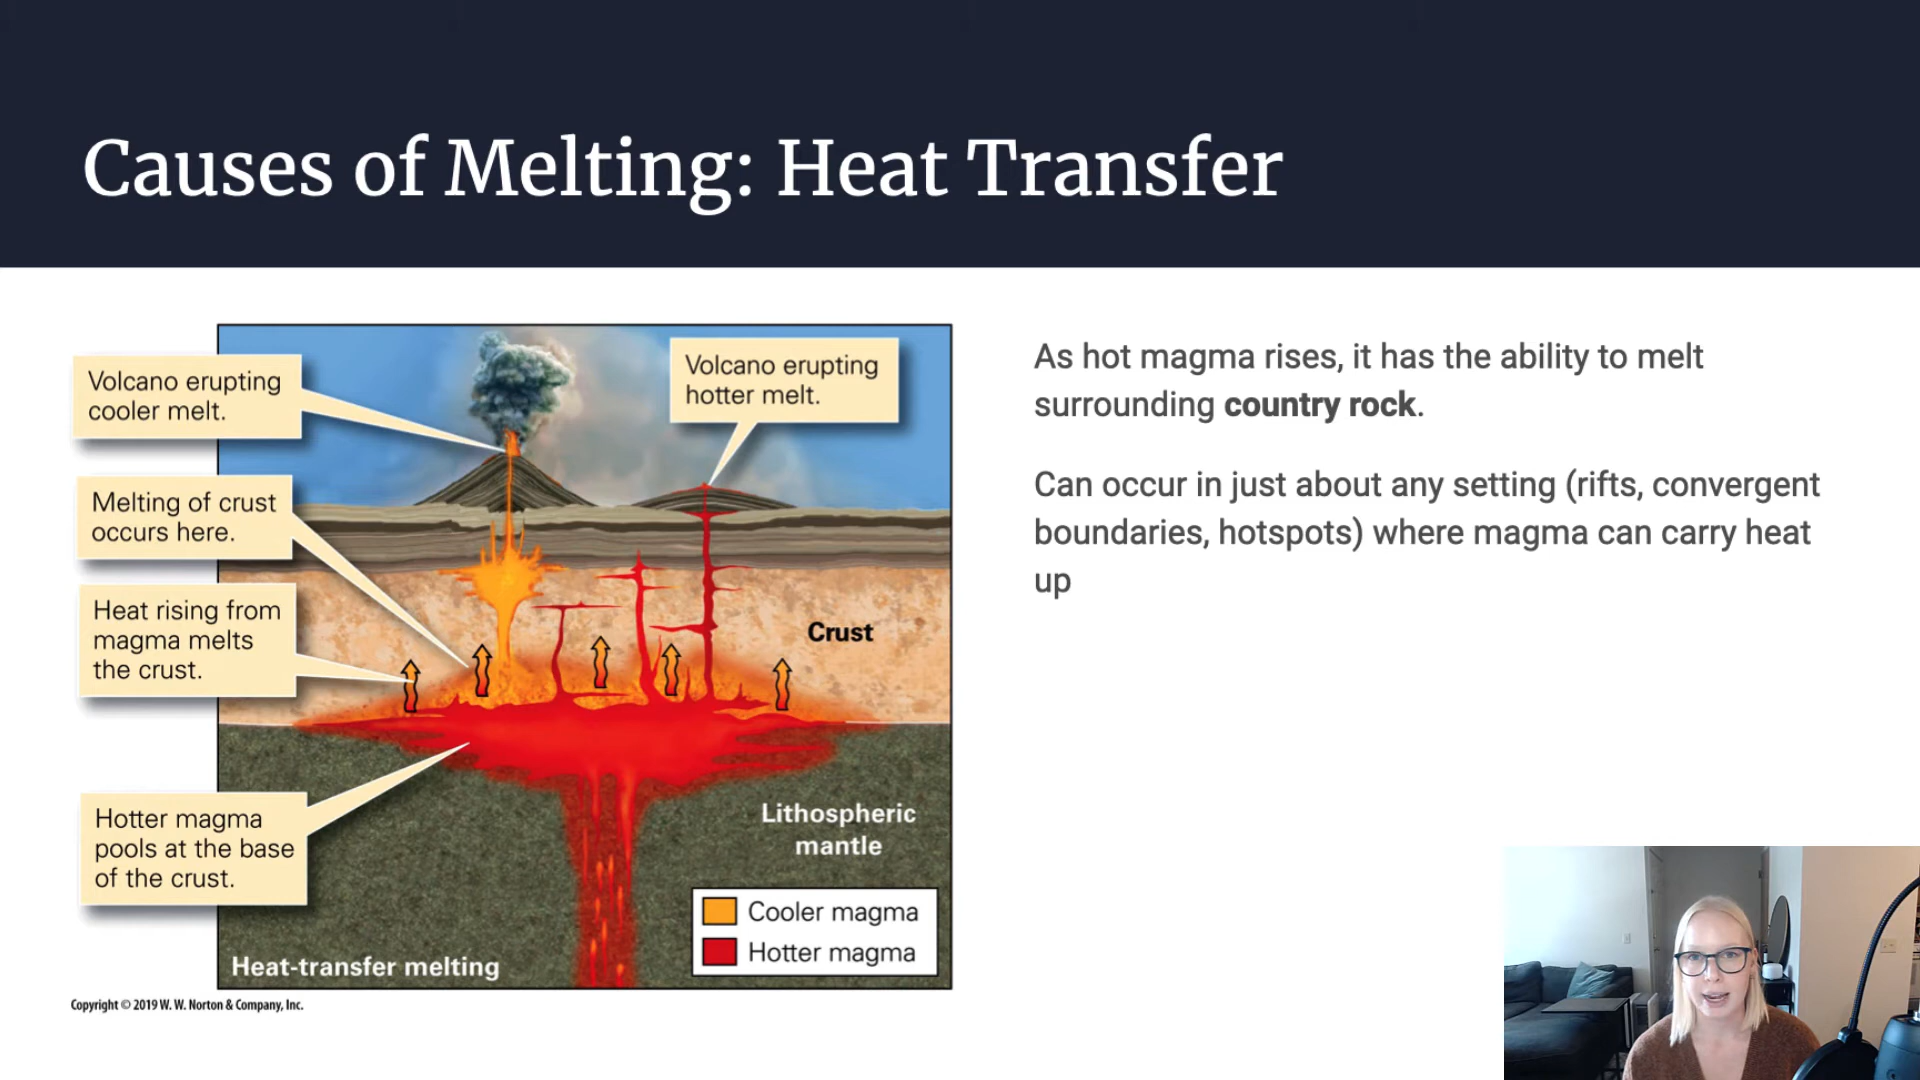 Causes of Melting: Heat Transfer
Volcano erupting
cooler melt.
Volcano erupting
hotter melt.
Melting of crust
occurs here.
Heat rising from
magma melts
the crust.
Crust
Hotter magma
pools at the base
of the crust.
Lithospheric
mantle
Cooler magma
Hotter magma
Heat-transfer melting
Copyright © 2019 W. W. Norton & Company, Inc.
As hot magma rises, it has the ability to melt
surrounding country rock.
Can occur in just about any setting (rifts, convergent
boundaries, hotspots) where magma can carry heat
up